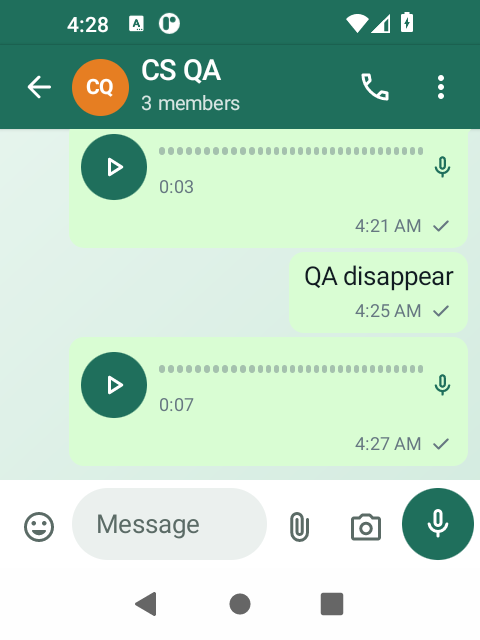 4:28
CQ
CS QA
3 members
0:03
4:21 AM
QA disappear
4:25 AM
0:07
4:27 AM
Message